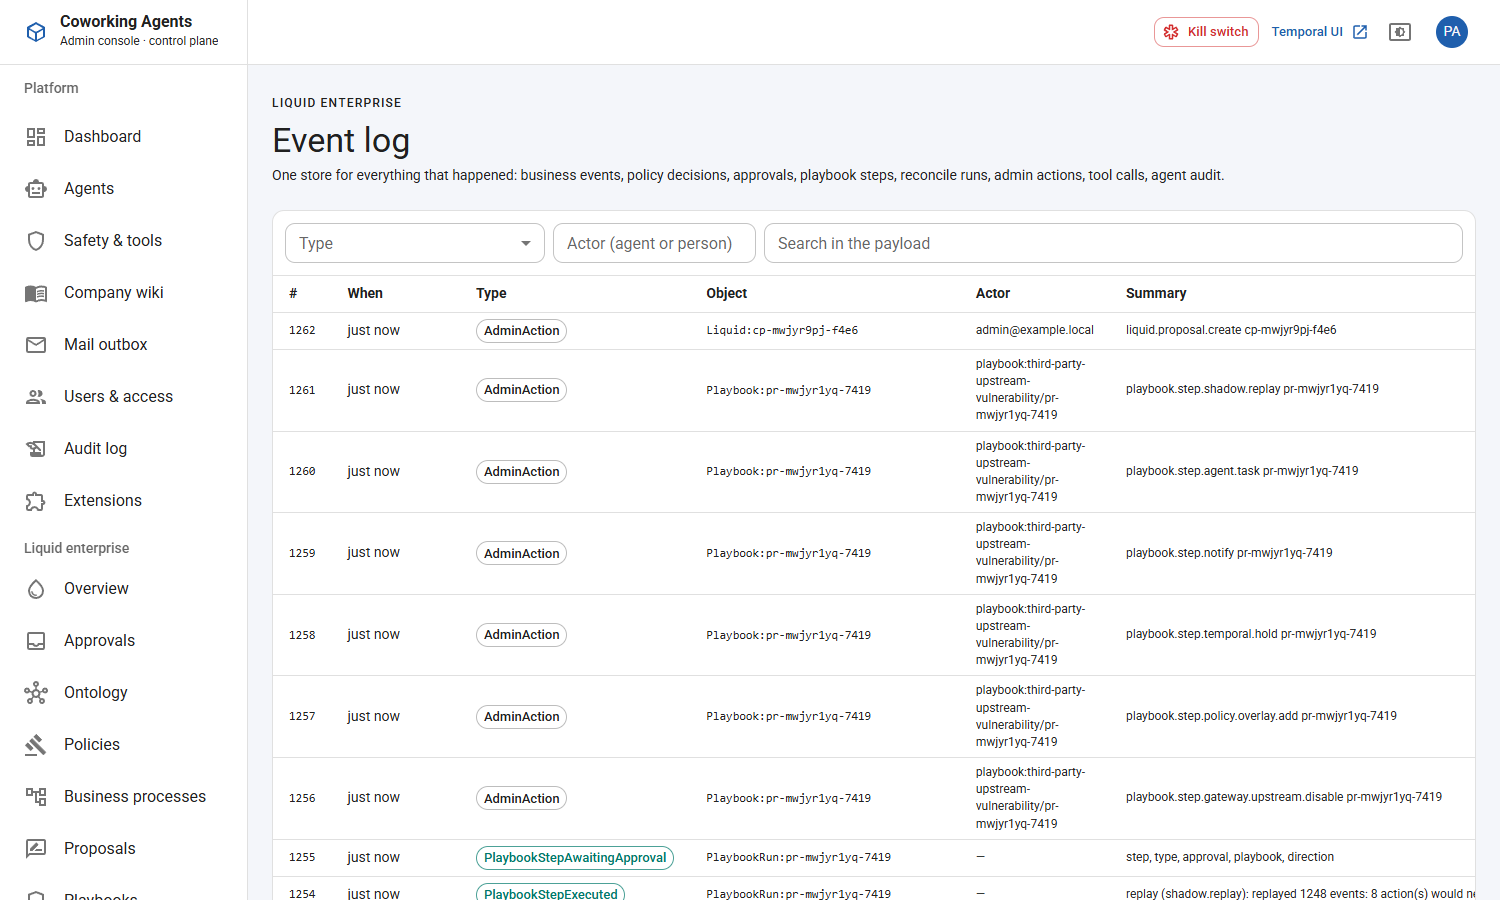 Coworking Agents
Admin console · control plane
Kill switch
Temporal UI
PA
Platform
Dashboard
Agents
Safety & tools
Company wiki
Mail outbox
Users & access
Audit log
Extensions
Liquid enterprise
Overview
Approvals
Ontology
Policies
Business processes
Proposals
Playbooks
LIQUID ENTERPRISE
Event log
One store for everything that happened: business events, policy decisions, approvals, playbook steps, reconcile runs, admin actions, tool calls, agent audit.
Type
Actor (agent or person)
Search in the payload
# When Type Object Actor Summary
1262 just now AdminAction Liquid:cp-mwjyr9pj-f4e6 admin@example.local liquid.proposal.create cp-mwjyr9pj-f4e6
playbook:third-party-
upstream-
1261 just now AdminAction Playbook:pr-mwjyr1yq-7419 vulnerability/pr- playbook.step.shadow.replay pr-mwjyr1yq-7419
mwjyr1yq-7419
playbook:third-party-
upstream-
1260 just now AdminAction Playbook:pr-mwjyr1yq-7419 vulnerability/pr- playbook.step.agent.task pr-mwjyr1yq-7419
mwjyr1yq-7419
playbook:third-party-
upstream-
1259 just now AdminAction Playbook:pr-mwjyr1yq-7419 vulnerability/pr- playbook.step.notify pr-mwjyr1yq-7419
mwjyr1yq-7419
playbook:third-party-
upstream-
1258 just now AdminAction Playbook:pr-mwjyr1yq-7419 vulnerability/pr- playbook.step.temporal.hold pr-mwjyr1yq-7419
mwjyr1yq-7419
playbook:third-party-
upstream-
1257 just now AdminAction Playbook:pr-mwjyr1yq-7419 vulnerability/pr- playbook.step.policy.overlay.add pr-mwjyr1yq-7419
mwjyr1yq-7419
playbook:third-party-
upstream-
1256 just now AdminAction Playbook:pr-mwjyr1yq-7419 vulnerability/pr- playbook.step.gateway.upstream.disable pr-mwjyr1yq-7419
mwjyr1yq-7419
1255 just now PlaybookStepAwaitingApproval PlaybookRun:pr-mwjyr1yq-7419 — step, type, approval, playbook, direction
1254 just now PlaybookStepExecuted PlaybookRun:pr-mwjyr1yq-7419 — replay (shadow.replay): replayed 1248 events: 8 action(s) would